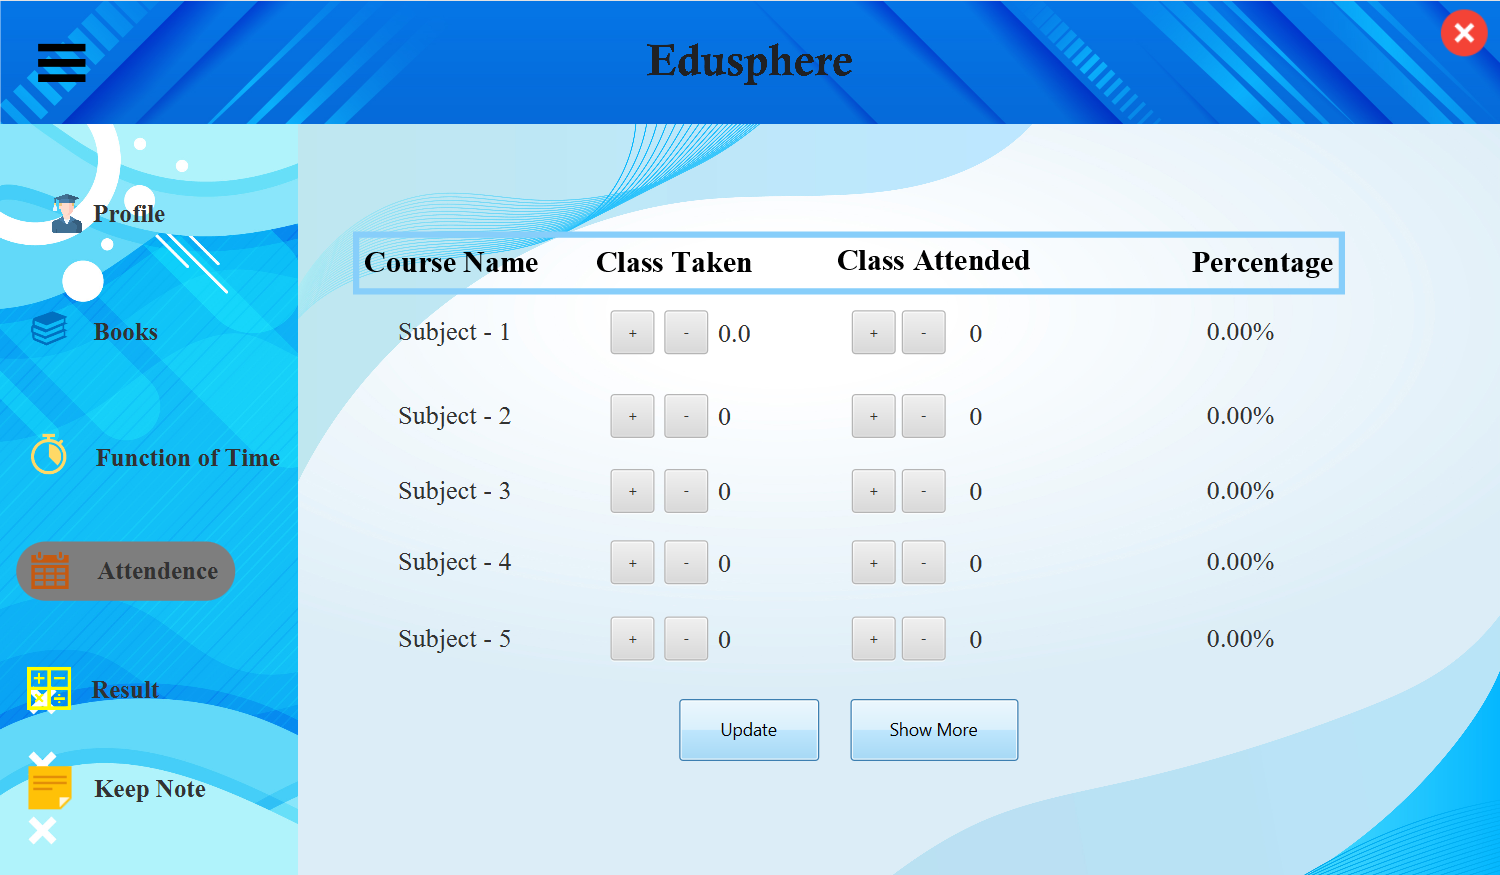 Edusphere
Profile
Books
Function of Time
Attendence
Result
Keep Note
Course Name Class Taken Class Attended Percentage
Subject - 1 + - 0.0 + - 0 0.00%
Subject - 2 + - 0 + - 0 0.00%
Subject - 3 + - 0 + - 0 0.00%
Subject - 4 + - 0 + - 0 0.00%
Subject - 5 + - 0 + - 0 0.00%
Update Show More